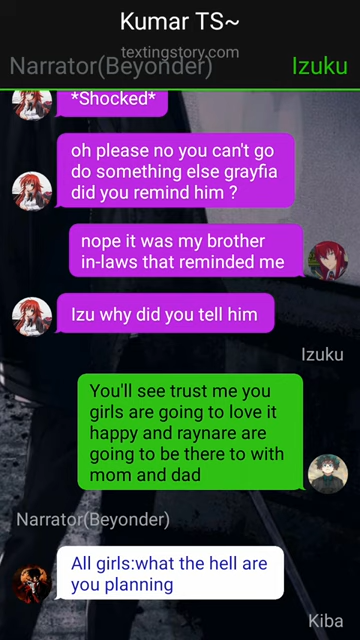 Kumar TS~
textingstory.com
Narrator(Beyonder)
Izuku
*Shocked*
oh please no you can't go
do something else grayfia
did you remind him ?
nope it was my brother
in-laws that reminded me
Izu why did you tell him
Izuku
You'll see trust me you
girls are going to love it
happy and raynare are
going to be there to with
mom and dad
Narrator(Beyonder)
All girls:what the hell are
you planning
Kiba